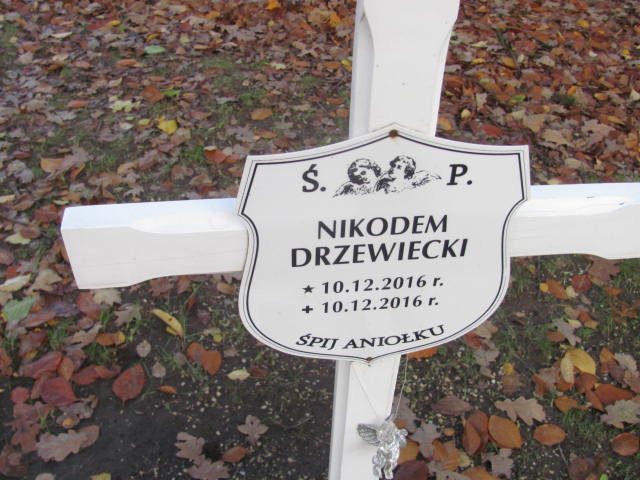 Ś. P.
NIKODEM
DRZEWIECKI
★ 10.12.2016 r.
+ 10.12.2016 r.
ŚPIJ ANIOŁKU